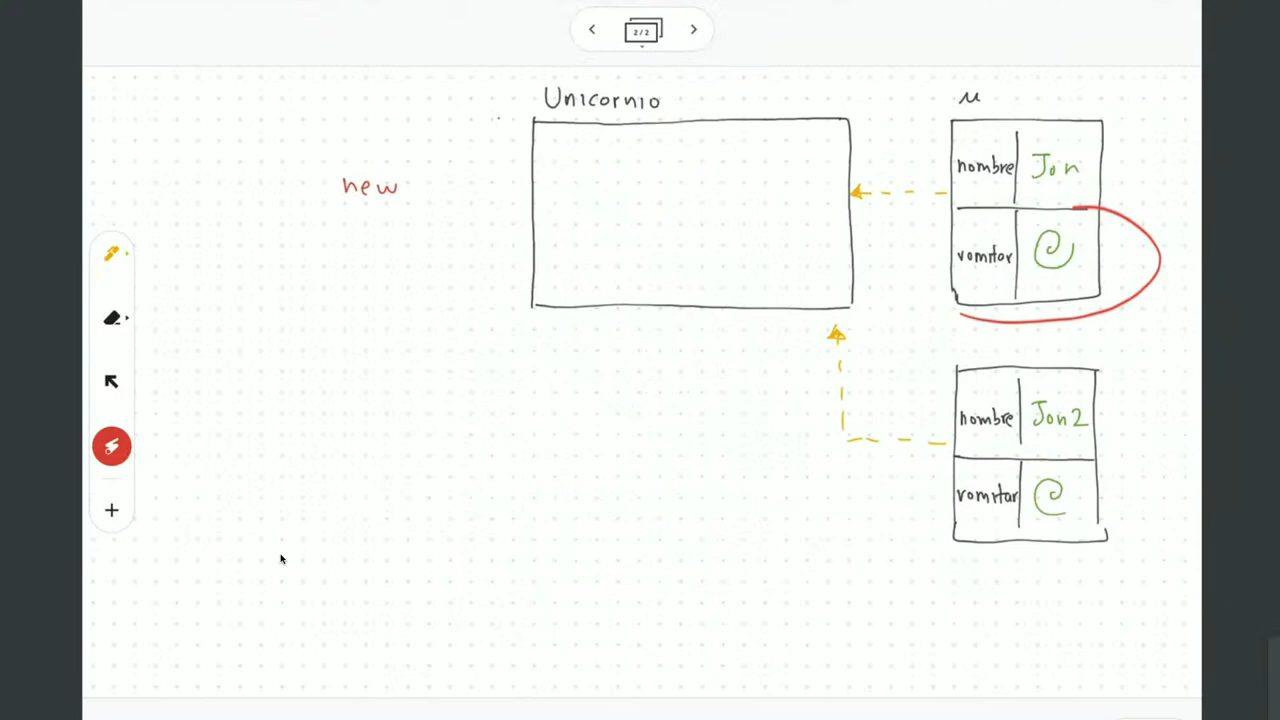 2/2
Unicornio
u
new
nombre Jon
vomitar
nombre Jon2
vomitar